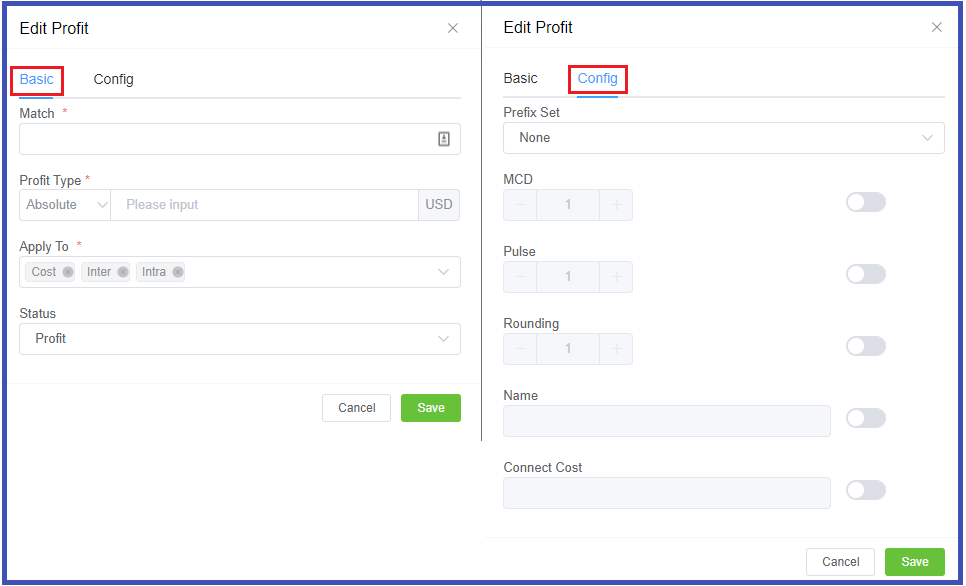 Edit Profit
Basic Config
Match *
Profit Type *
Absolute Please input USD
Apply To *
Cost Inter Intra
Status
Profit
Cancel Save
Edit Profit
Basic Config
Prefix Set
None
MCD
1
Pulse
1
Rounding
1
Name
Connect Cost
Cancel Save